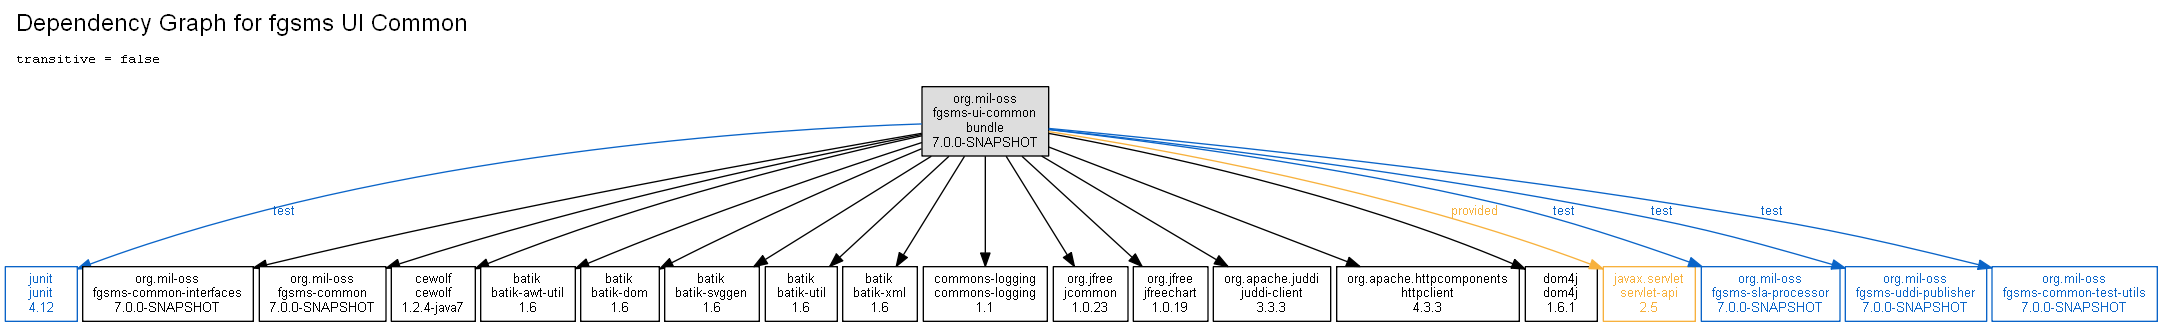 Dependency Graph for fgsms UI Common
transitive = false
org.mil-oss
fgsms-ui-common
bundle
7.0.0-SNAPSHOT
test
provided
test
test
test
junit
junit
4.12
org.mil-oss
fgsms-common-interfaces
7.0.0-SNAPSHOT
org.mil-oss
fgsms-common
7.0.0-SNAPSHOT
cewolf
cewolf
1.2.4-java7
batik
batik-awt-util
1.6
batik
batik-dom
1.6
batik
batik-svggen
1.6
batik
batik-util
1.6
batik
batik-xml
1.6
commons-logging
commons-logging
1.1
org.jfree
jcommon
1.0.23
org.jfree
jfreechart
1.0.19
org.apache.juddi
juddi-client
3.3.3
org.apache.httpcomponents
httpclient
4.3.3
dom4j
dom4j
1.6.1
javax.servlet
servlet-api
2.5
org.mil-oss
fgsms-sla-processor
7.0.0-SNAPSHOT
org.mil-oss
fgsms-uddi-publisher
7.0.0-SNAPSHOT
org.mil-oss
fgsms-common-test-utils
7.0.0-SNAPSHOT